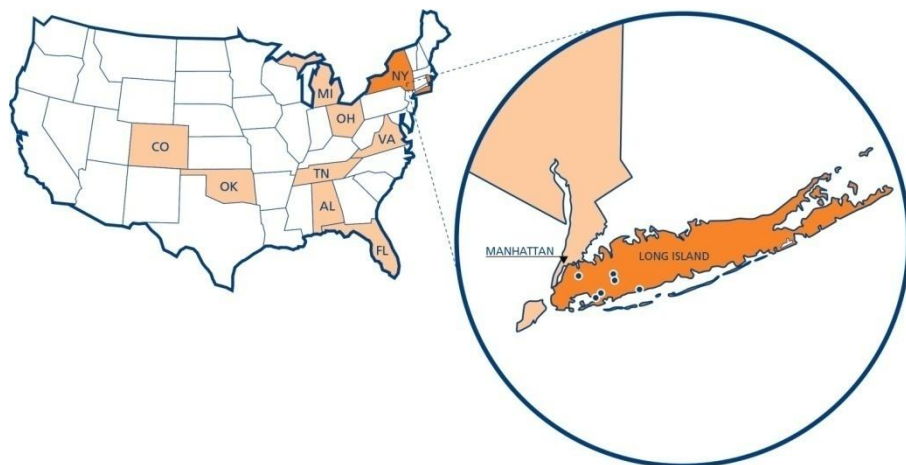 NY
MI
OH
CO
VA
TN
OK
AL
FL
MANHATTAN
LONG ISLAND